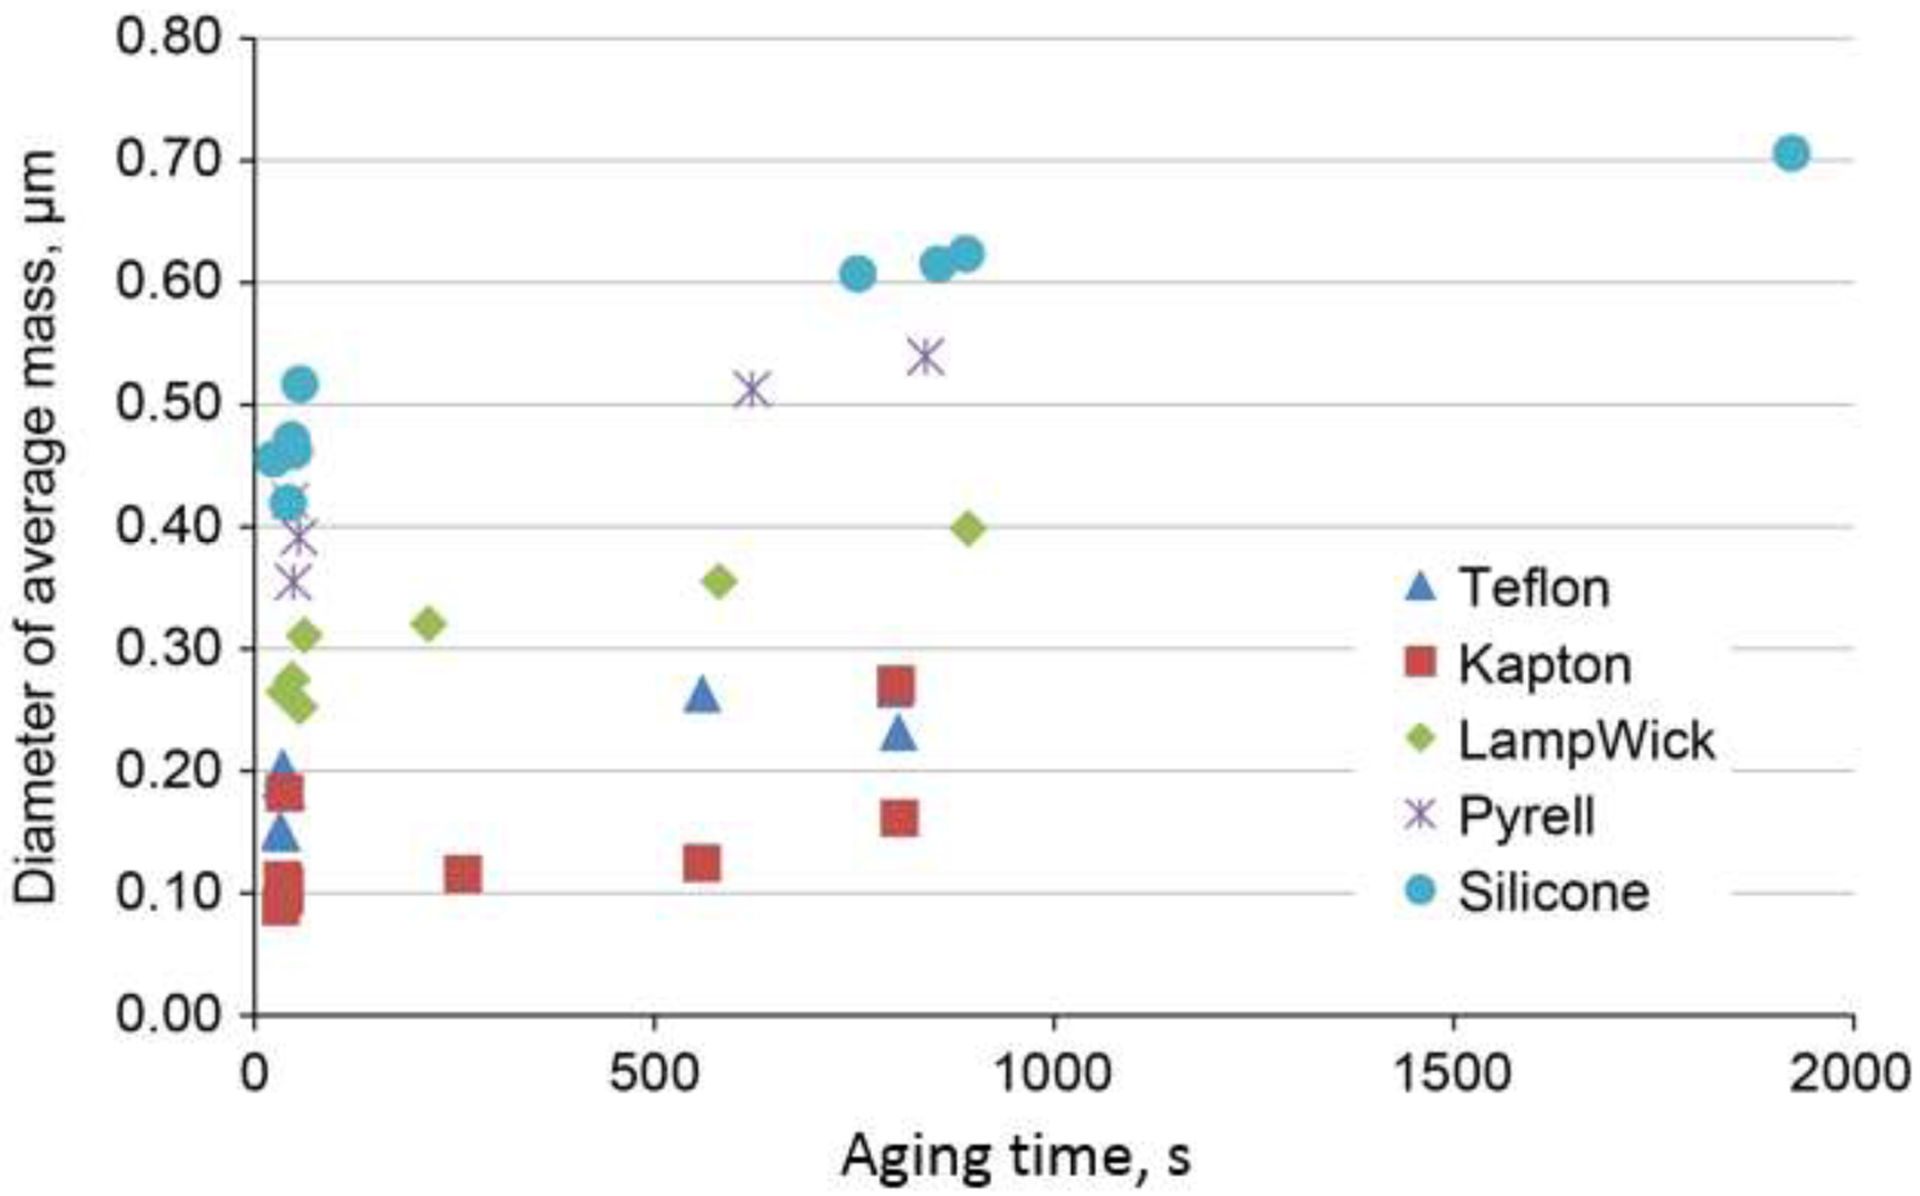 Diameter of average mass, µm
0.80
0.70
0.60
0.50
0.40
0.30
0.20
0.10
0.00
0 500 1000 1500 2000
Aging time, s
Teflon
Kapton
LampWick
Pyrell
Silicone